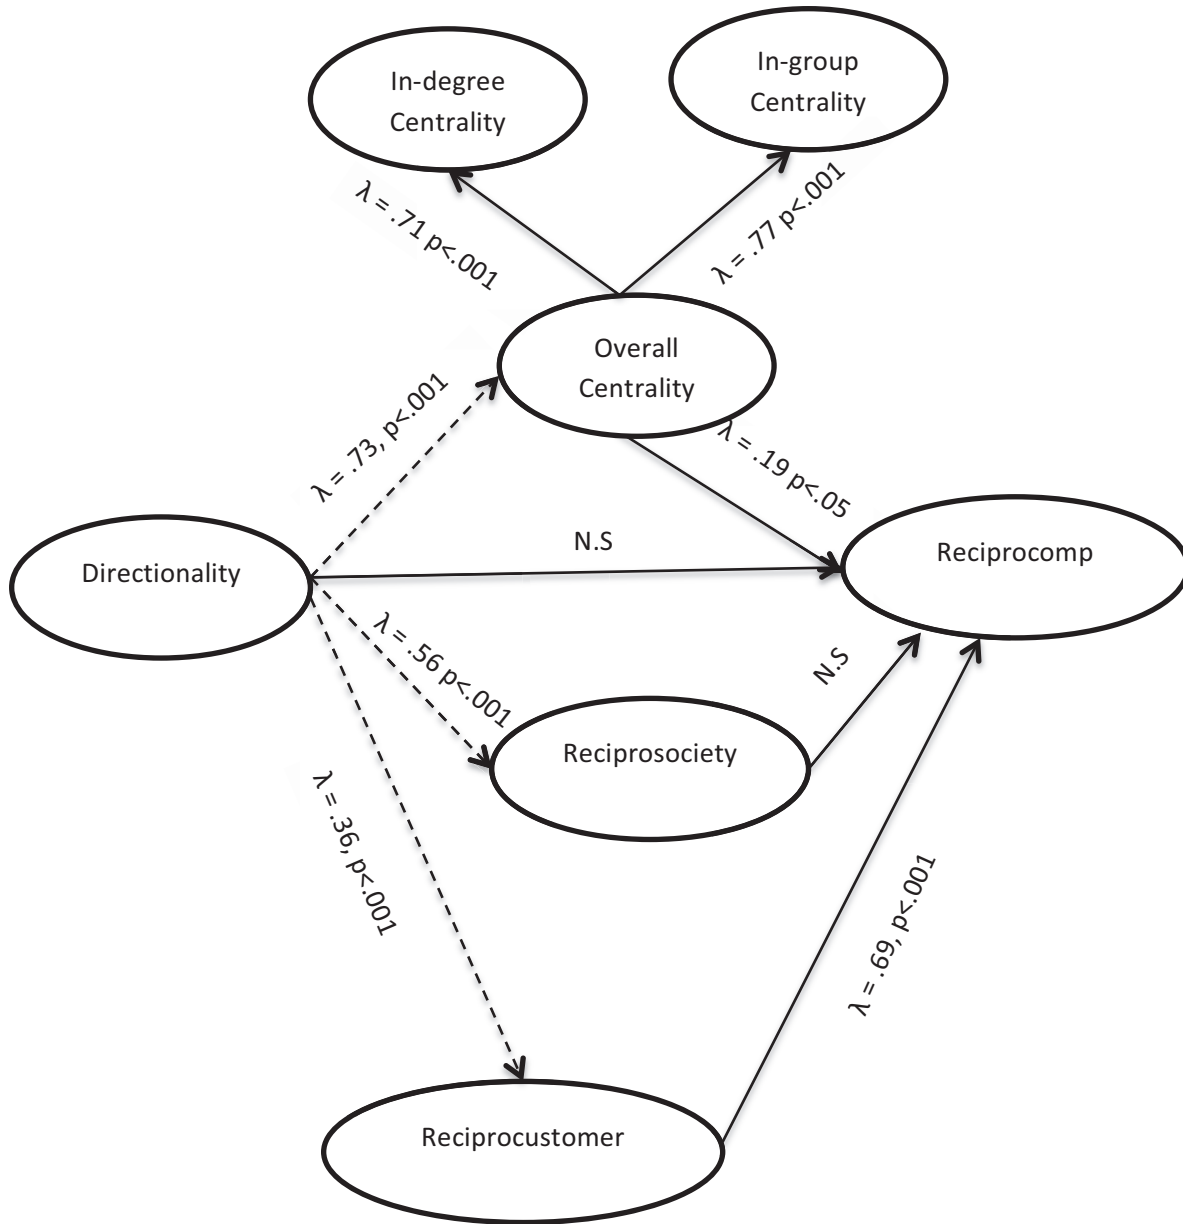 In-degree
Centrality
In-group
Centrality
λ = .71 p<.001
λ = .77 p<.001
Overall
Centrality
λ = .73, p<.001
λ = .19 p<.05
Directionality
N.S
Reciprocomp
λ = .56 p<.001
N.S
Reciprosociety
λ = .36, p<.001
λ = .69, p<.001
Reciprocustomer